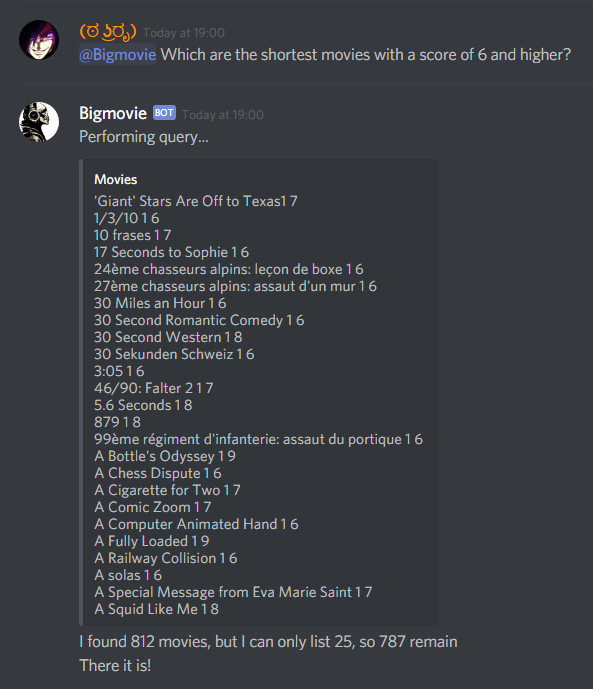 (ಠ ʖ̯ಠೃ) Today at 19:00
@Bigmovie Which are the shortest movies with a score of 6 and higher?
Bigmovie BOT Today at 19:00
Performing query...
Movies
'Giant' Stars Are Off to Texas1 7
1/3/10 1 6
10 frases 1 7
17 Seconds to Sophie 1 6
24ème chasseurs alpins: leçon de boxe 1 6
27ème chasseurs alpins: assaut d'un mur 1 6
30 Miles an Hour 1 6
30 Second Romantic Comedy 1 6
30 Second Western 1 8
30 Sekunden Schweiz 1 6
3:05 1 6
46/90: Falter 2 1 7
5.6 Seconds 1 8
879 1 8
99ème régiment d'infanterie: assaut du portique 1 6
A Bottle's Odyssey 1 9
A Chess Dispute 1 6
A Cigarette for Two 1 7
A Comic Zoom 1 7
A Computer Animated Hand 1 6
A Fully Loaded 1 9
A Railway Collision 1 6
A solas 1 6
A Special Message from Eva Marie Saint 1 7
A Squid Like Me 1 8
I found 812 movies, but I can only list 25, so 787 remain
There it is!